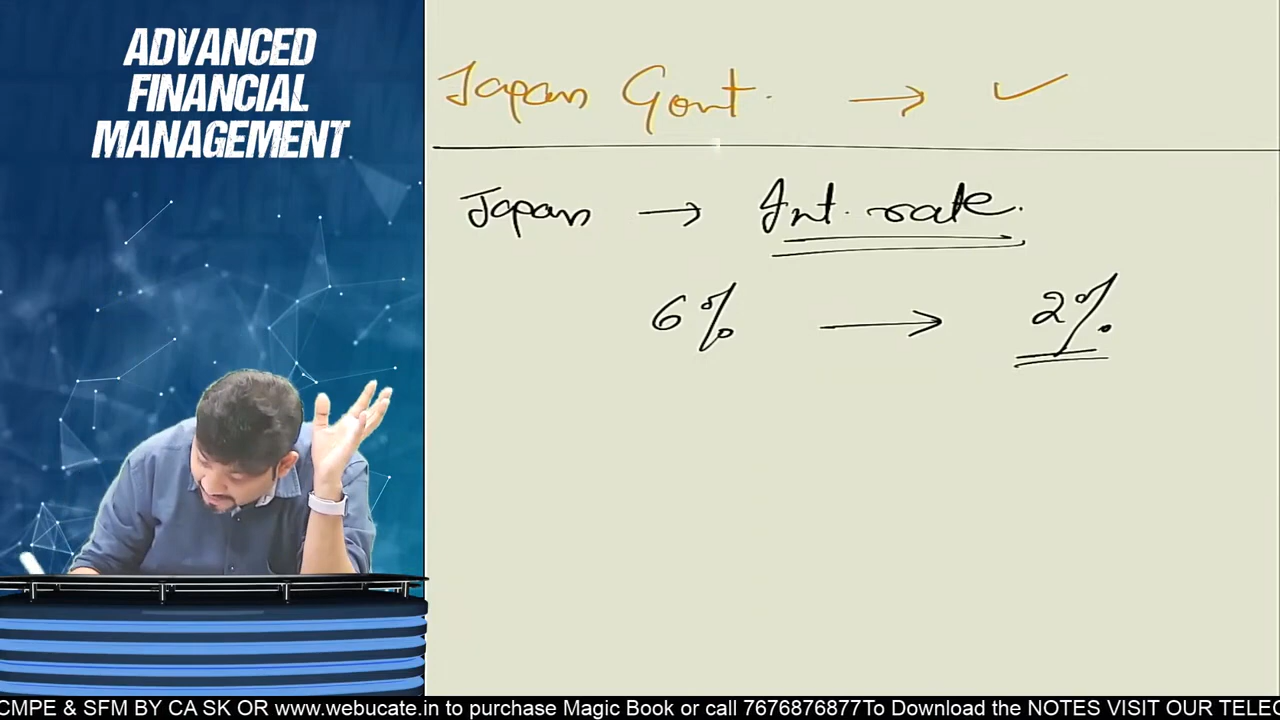 ADVANCED
FINANCIAL
MANAGEMENT
Japan Govt. → ✓
Japan → Int. rate.
6% → 2%
CMPE & SFM BY CA SK OR www.webucate.in to purchase Magic Book or call 7676876877To Download the NOTES VISIT OUR TELEC